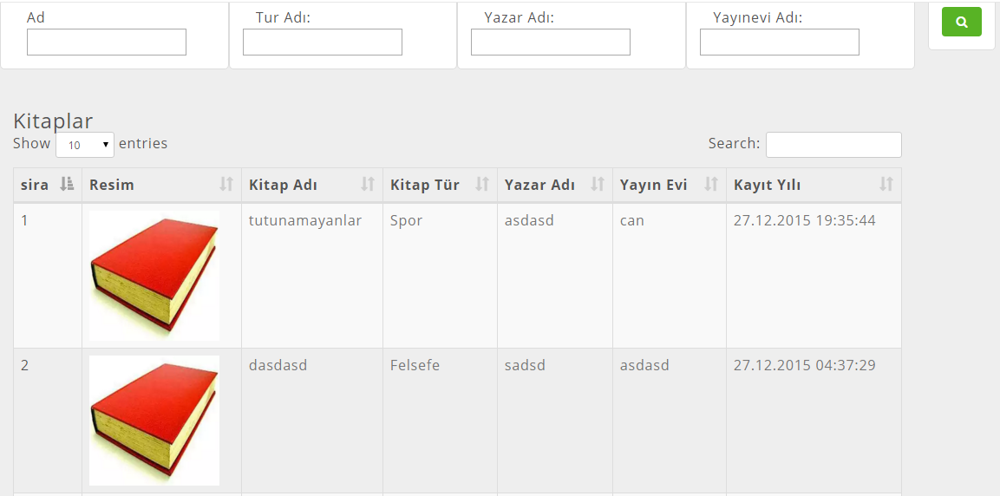 Ad Tur Adı: Yazar Adı: Yayınevi Adı:
Kitaplar
Show 10 entries Search:
sira Resim Kitap Adı Kitap Tür Yazar Adı Yayın Evi Kayıt Yılı
1 tutunamayanlar Spor asdasd can 27.12.2015 19:35:44
2 dasdasd Felsefe sadsd asdasd 27.12.2015 04:37:29